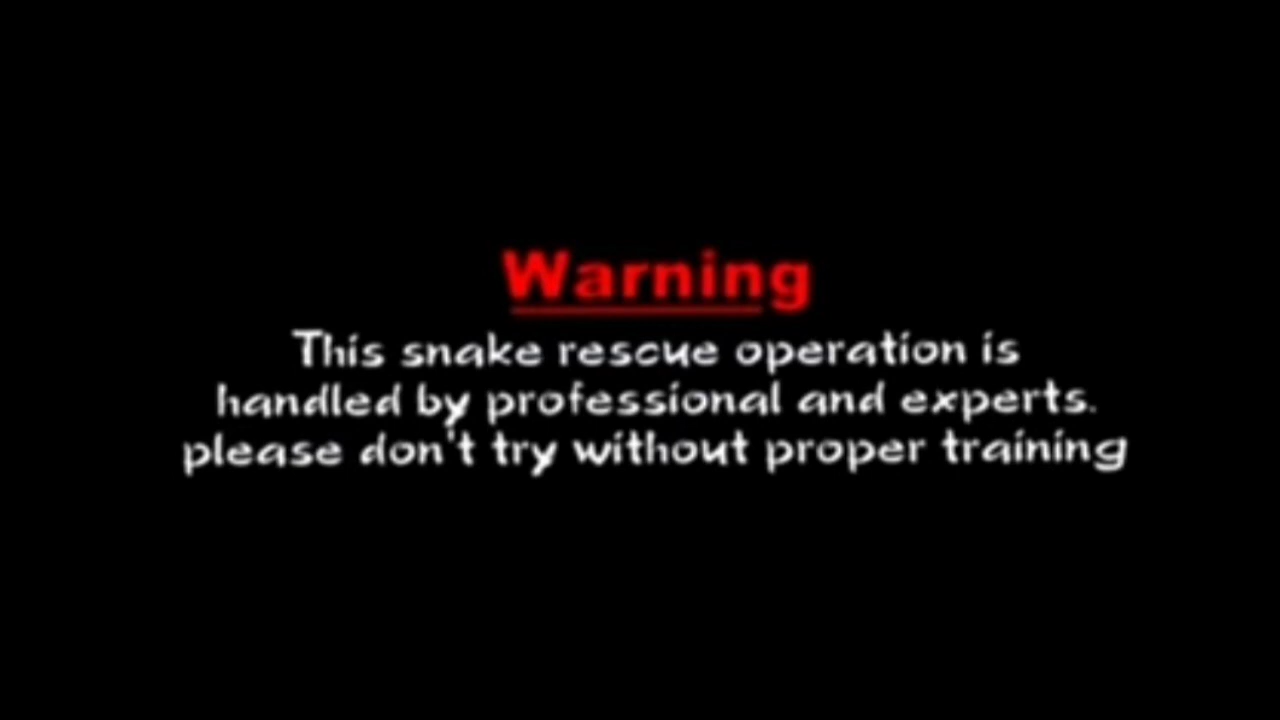 Warning
This snake rescue operation is
handled by professional and experts.
please don't try without proper training